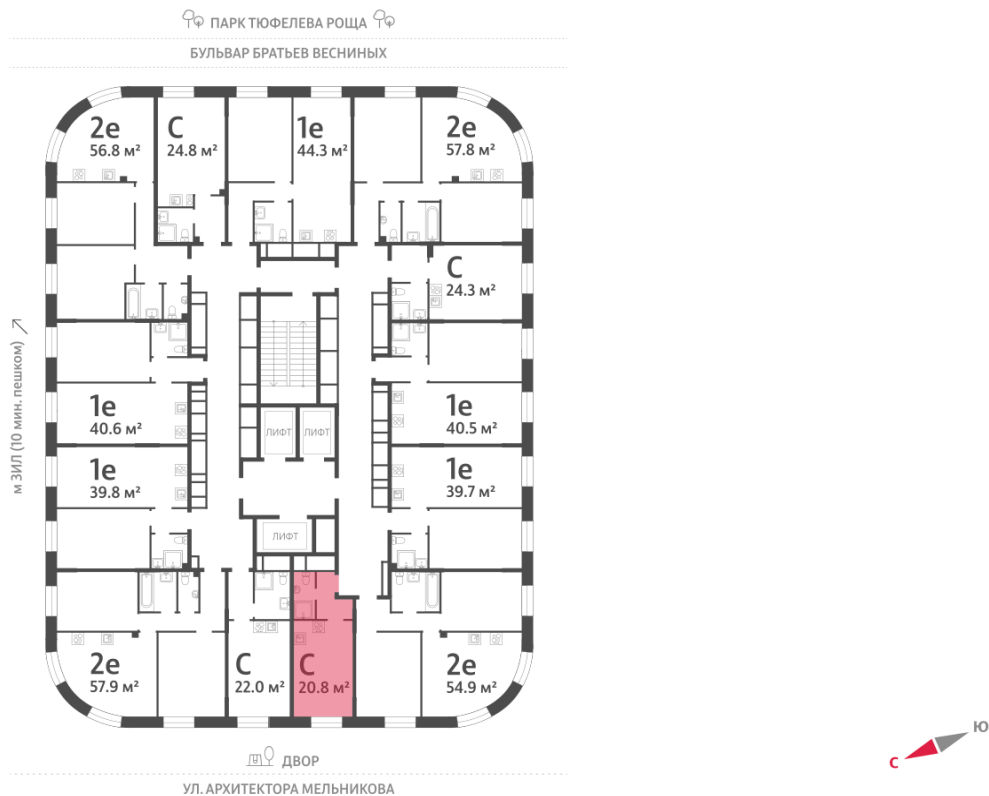 ПАРК ТЮФЕЛЕВА РОЩА
БУЛЬВАР БРАТЬЕВ ВЕСНИНЫХ
2е
56.8 м²
С
24.8 м²
1е
44.3 м²
2е
57.8 м²
С
24.3 м²
м ЗИЛ (10 мин. пешком)
1е
40.6 м²
1е
40.5 м²
ЛИФТ
ЛИФТ
1е
39.8 м²
1е
39.7 м²
ЛИФТ
2е
57.9 м²
С
22.0 м²
С
20.8 м²
2е
54.9 м²
ДВОР
УЛ. АРХИТЕКТОРА МЕЛЬНИКОВА
Ю
С